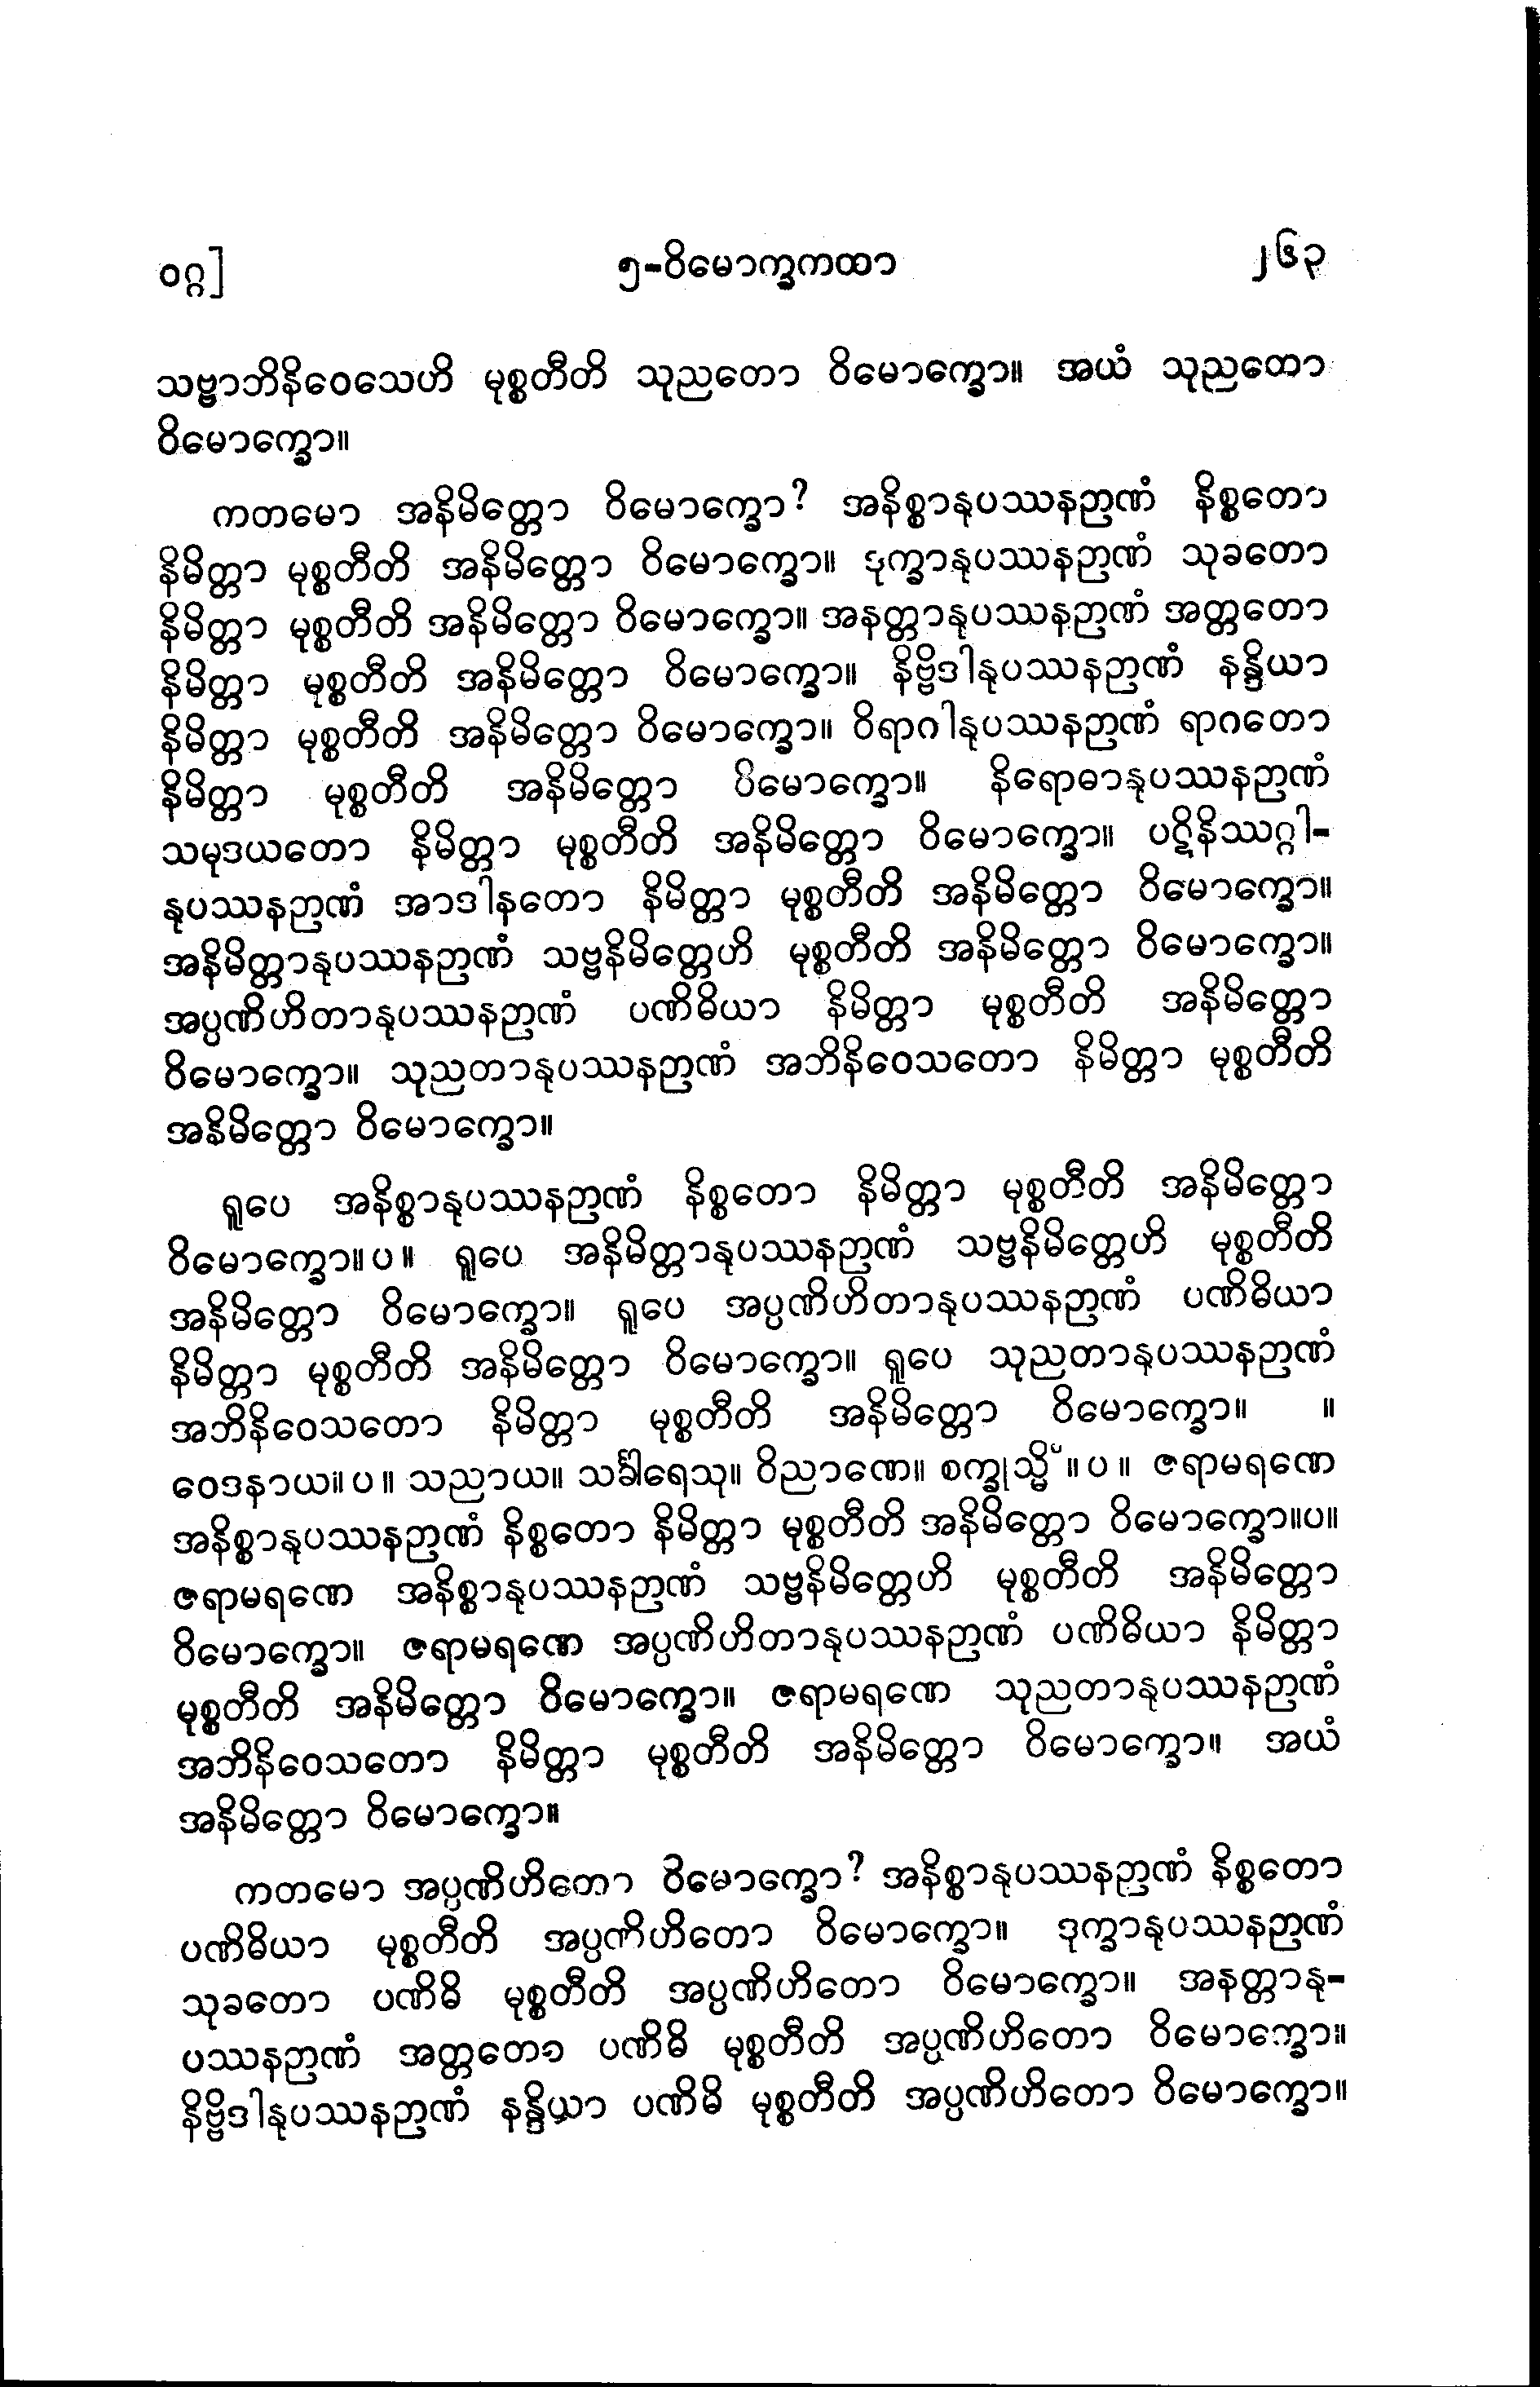 ဝဂ္ဂ]
၅-ဝိမောက္ခကထာ
၂၆၃
သဗ္ဗာဘိနိဝေသေဟိ မုစ္စတီတိ သုညတော ဝိမောက္ခော။ အယံ သုညထော
ဝိမောက္ခော။
ကတမော အနိမိတ္တော ဝိမောက္ခော? အနိစ္စာနုပဿနဉာဏံ နိစ္စတော
နိမိတ္တာ မုစ္စတီတိ အနိမိတ္တော ဝိမောက္ခော။ ဒုက္ခာနုပဿနဉာဏံ သုခတော
နိမိတ္တာ မုစ္စတီတိ အနိမိတ္တော ဝိမောက္ခော။ အနတ္တာနုပဿနဉာဏံ အတ္တတော
နိမိတ္တာ မုစ္စတီတိ အနိမိတ္တော ဝိမောက္ခော။ နိဗ္ဗိဒါနုပဿနဉာဏံ နန္ဒိယာ
နိမိတ္တာ မုစ္စတီတိ အနိမိတ္တော ဝိမောက္ခော။ ဝိရာဂါနုပဿနဉာဏံ ရာဂတော
နိမိတ္တာ မုစ္စတီတိ အနိမိတ္တော ဝိမောက္ခော။ နိရောဓာနုပဿနဉာဏံ
သမုဒယတော နိမိတ္တာ မုစ္စတီတိ အနိမိတ္တော ဝိမောက္ခော။ ပဋိနိဿဂ္ဂါ-
နုပဿနဉာဏံ အာဒါနတော နိမိတ္တာ မုစ္စတီတိ အနိမိတ္တော ဝိမောက္ခော။
အနိမိတ္တာနုပဿနဉာဏံ သဗ္ဗနိမိတ္တေဟိ မုစ္စတီတိ အနိမိတ္တော ဝိမောက္ခော။
အပ္ပဏိဟိတာနုပဿနဉာဏံ ပဏိဓိယာ နိမိတ္တာ မုစ္စတီတိ အနိမိတ္တော
ဝိမောက္ခော။ သုညတာနုပဿနဉာဏံ အဘိနိဝေသတော နိမိတ္တာ မုစ္စတီတိ
အနိမိတ္တော ဝိမောက္ခော။
ရူပေ အနိစ္စာနုပဿနဉာဏံ နိစ္စတော နိမိတ္တာ မုစ္စတီတိ အနိမိတ္တော
ဝိမောက္ခော။ပ။ ရူပေ အနိမိတ္တာနုပဿနဉာဏံ သဗ္ဗနိမိတ္တေဟိ မုစ္စတီတိ
အနိမိတ္တော ဝိမောက္ခော။ ရူပေ အပ္ပဏိဟိတာနုပဿနဉာဏံ ပဏိဓိယာ
နိမိတ္တာ မုစ္စတီတိ အနိမိတ္တော ဝိမောက္ခော။ ရူပေ သုညတာနုပဿနဉာဏံ
အဘိနိဝေသတော နိမိတ္တာ မုစ္စတီတိ အနိမိတ္တော ဝိမောက္ခော။ ။
ဝေဒနာယ။ပ။ သညာယ။ သင်္ခါရေသု။ ဝိညာဏေ။ စက္ခုသ္မိံ။ပ။ ဇရာမရဏေ
အနိစ္စာနုပဿနဉာဏံ နိစ္စတော နိမိတ္တာ မုစ္စတီတိ အနိမိတ္တော ဝိမောက္ခော။ပ။
ဇရာမရဏေ အနိစ္စာနုပဿနဉာဏံ သဗ္ဗနိမိတ္တေဟိ မုစ္စတီတိ အနိမိတ္တော
ဝိမောက္ခော။ ဇရာမရဏေ အပ္ပဏိဟိတာနုပဿနဉာဏံ ပဏိဓိယာ နိမိတ္တာ
မုစ္စတီတိ အနိမိတ္တော ဝိမောက္ခော။ ဇရာမရဏေ သုညတာနုပဿနဉာဏံ
အဘိနိဝေသတော နိမိတ္တာ မုစ္စတီတိ အနိမိတ္တော ဝိမောက္ခော။ အယံ
အနိမိတ္တော ဝိမောက္ခော။
ကတမော အပ္ပဏိဟိတော ဝိမောက္ခော? အနိစ္စာနုပဿနဉာဏံ နိစ္စတော
ပဏိဓိယာ မုစ္စတီတိ အပ္ပဏိဟိတော ဝိမောက္ခော။ ဒုက္ခာနုပဿနဉာဏံ
သုခတော ပဏိဓိ မုစ္စတီတိ အပ္ပဏိဟိတော ဝိမောက္ခော။ အနတ္တာနု-
ပဿနဉာဏံ အတ္တတော ပဏိဓိ မုစ္စတီတိ အပ္ပဏိဟိတော ဝိမောက္ခော။
နိဗ္ဗိဒါနုပဿနဉာဏံ နန္ဒိယာ ပဏိဓိ မုစ္စတီတိ အပ္ပဏိဟိတော ဝိမောက္ခော။